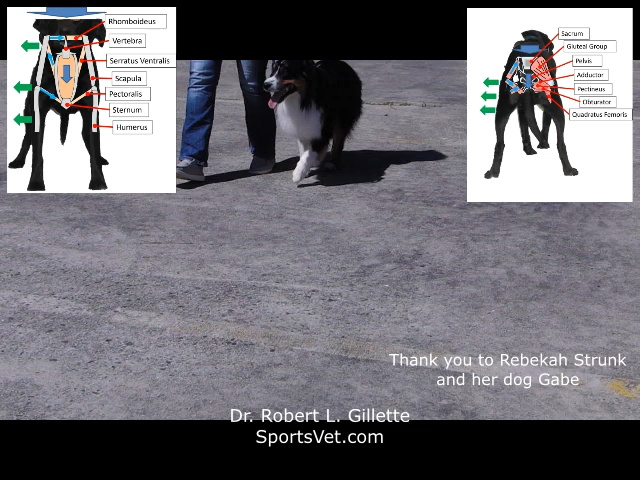 Rhomboideus
Vertebra
Serratus Ventralis
Scapula
Pectoralis
Sternum
Humerus
Sacrum
Gluteal Group
Pelvis
Adductor
Pectineus
Obturator
Quadratus Femoris
Thank you to Rebekah Strunk
and her dog Gabe
Dr. Robert L. Gillette
SportsVet.com